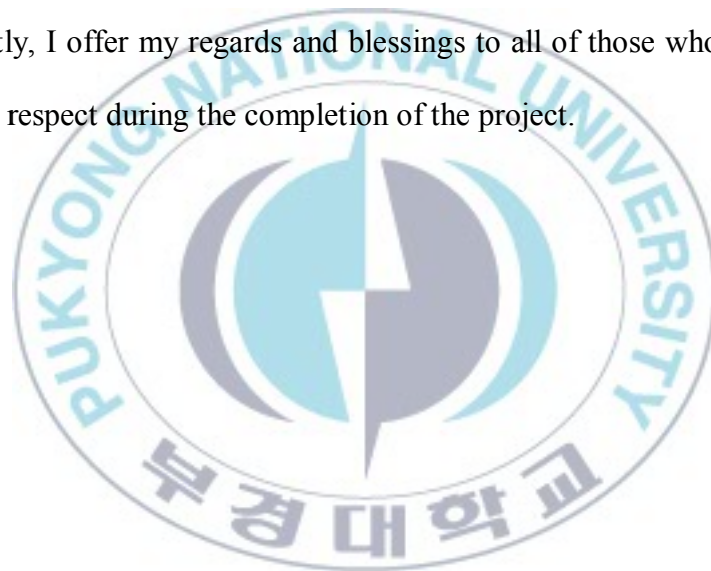 tly, I offer my regards and blessings to all of those who
respect during the completion of the project.
PUKYONG NATIONAL UNIVERSITY
부경대학교